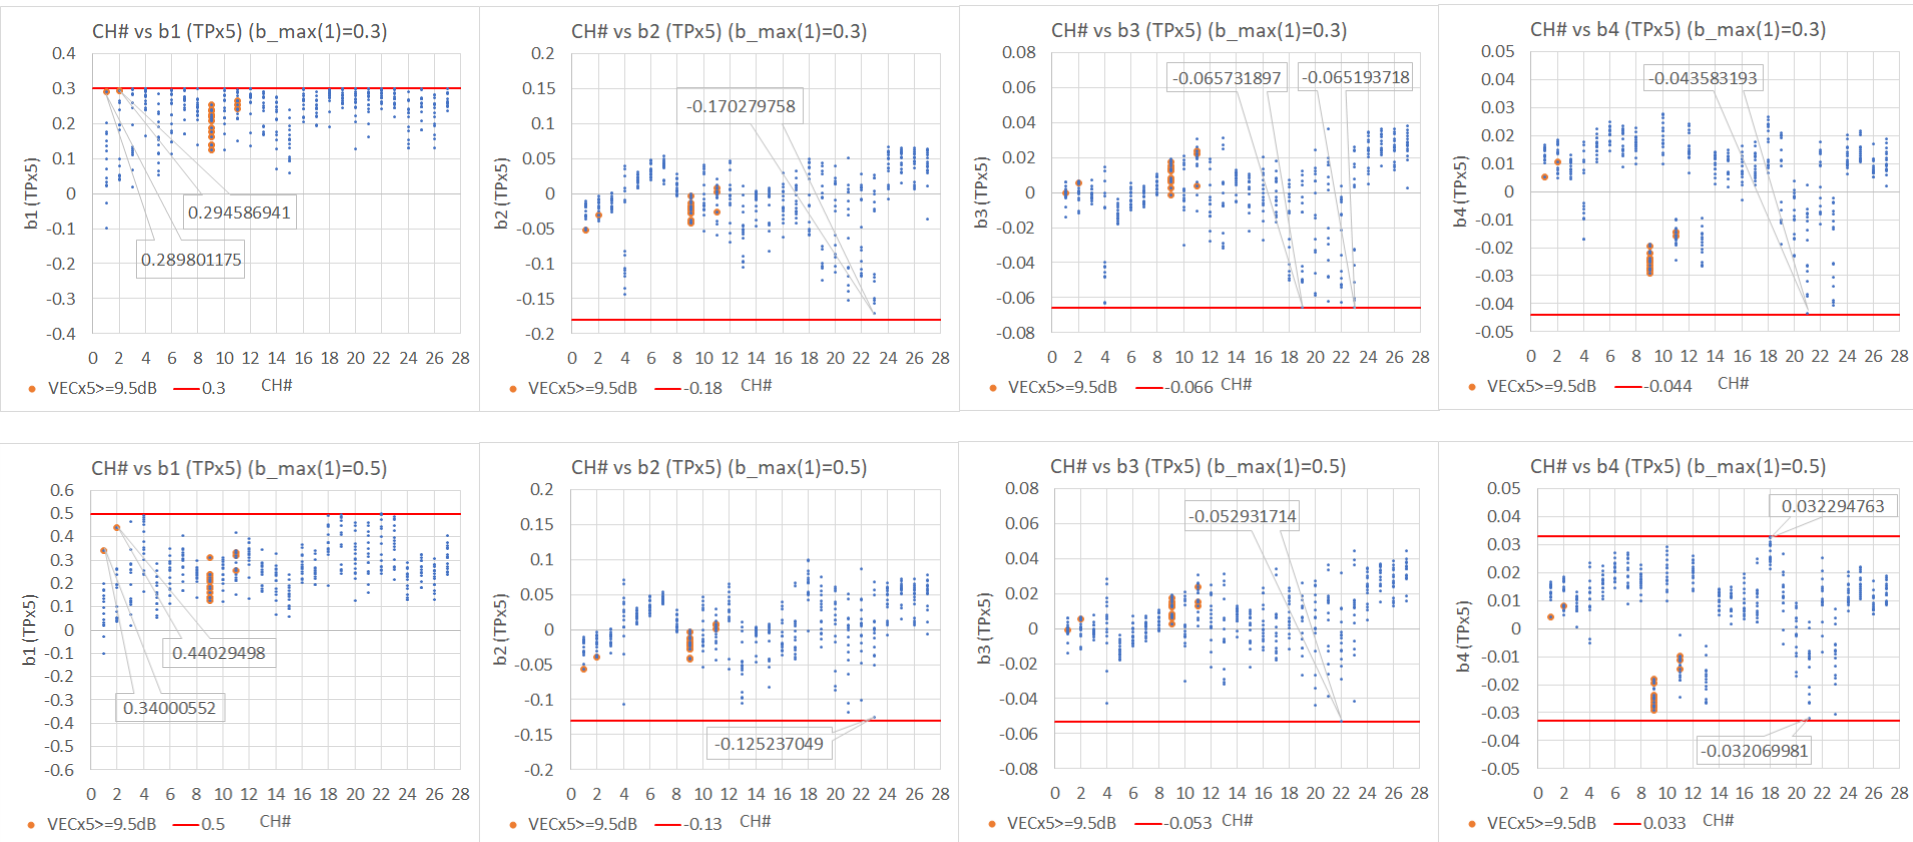 CH# vs b1 (TPx5) (b_max(1)=0.3)
b1 (TPx5)
0.4
0.3
0.2
0.1
0
-0.1
-0.2
-0.3
-0.4
0.294586941
0.289801175
0 2 4 6 8 10 12 14 16 18 20 22 24 26 28
VECx5>=9.5dB 0.3 CH#
CH# vs b2 (TPx5) (b_max(1)=0.3)
b2 (TPx5)
0.2
0.15
0.1
0.05
0
-0.05
-0.1
-0.15
-0.2
-0.170279758
0 2 4 6 8 10 12 14 16 18 20 22 24 26 28
VECx5>=9.5dB -0.18 CH#
CH# vs b3 (TPx5) (b_max(1)=0.3)
b3 (TPx5)
0.08
0.06
0.04
0.02
0
-0.02
-0.04
-0.06
-0.08
-0.065731897 -0.065193718
0 2 4 6 8 10 12 14 16 18 20 22 24 26 28
VECx5>=9.5dB -0.066 CH#
CH# vs b4 (TPx5) (b_max(1)=0.3)
b4 (TPx5)
0.05
0.04
0.03
0.02
0.01
0
-0.01
-0.02
-0.03
-0.04
-0.05
-0.043583193
0 2 4 6 8 10 12 14 16 18 20 22 24 26 28
VECx5>=9.5dB -0.044 CH#
CH# vs b1 (TPx5) (b_max(1)=0.5)
b1 (TPx5)
0.6
0.5
0.4
0.3
0.2
0.1
0
-0.1
-0.2
-0.3
-0.4
-0.5
-0.6
0.44029498
0.34000552
0 2 4 6 8 10 12 14 16 18 20 22 24 26 28
VECx5>=9.5dB 0.5 CH#
CH# vs b2 (TPx5) (b_max(1)=0.5)
b2 (TPx5)
0.2
0.15
0.1
0.05
0
-0.05
-0.1
-0.15
-0.2
-0.125237049
0 2 4 6 8 10 12 14 16 18 20 22 24 26 28
VECx5>=9.5dB -0.13 CH#
CH# vs b3 (TPx5) (b_max(1)=0.5)
b3 (TPx5)
0.08
0.06
0.04
0.02
0
-0.02
-0.04
-0.06
-0.08
-0.052931714
0 2 4 6 8 10 12 14 16 18 20 22 24 26 28
VECx5>=9.5dB -0.053 CH#
CH# vs b4 (TPx5) (b_max(1)=0.5)
b4 (TPx5)
0.05
0.04
0.03
0.02
0.01
0
-0.01
-0.02
-0.03
-0.04
-0.05
0.032294763
-0.032069981
0 2 4 6 8 10 12 14 16 18 20 22 24 26 28
VECx5>=9.5dB 0.033 CH#